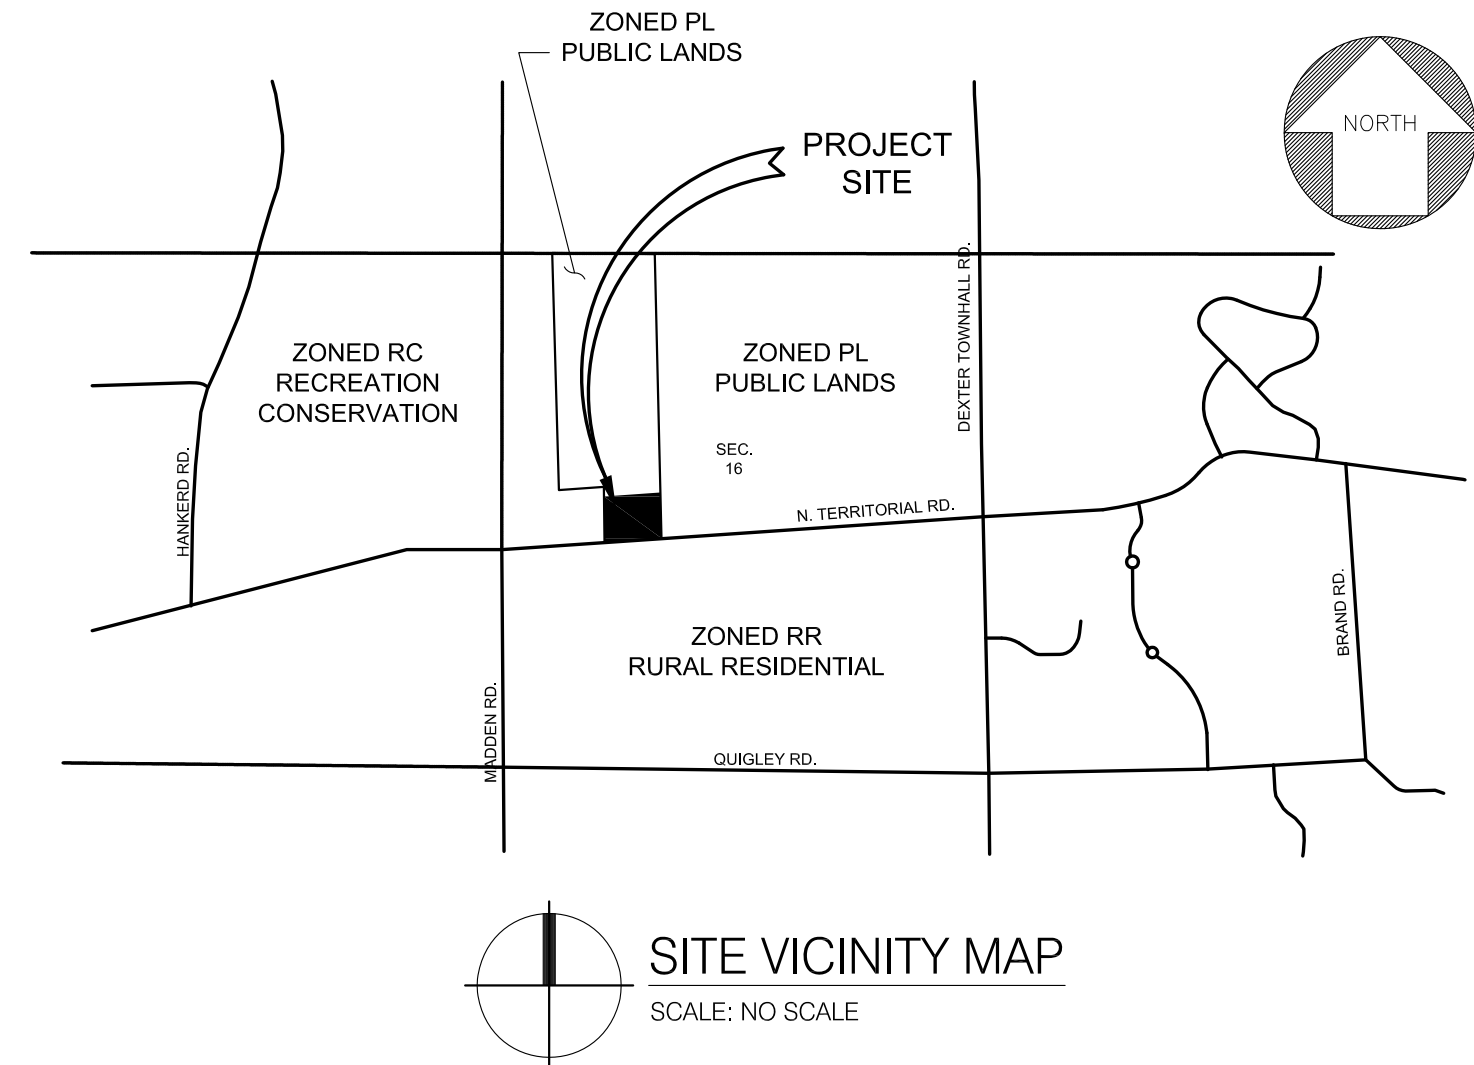 ZONED PL
PUBLIC LANDS
NORTH
PROJECT
SITE
ZONED RC
RECREATION
CONSERVATION
ZONED PL
PUBLIC LANDS
DEXTER TOWNHALL RD.
SEC.
16
HANKERD RD.
N. TERRITORIAL RD.
BRAND RD.
ZONED RR
RURAL RESIDENTIAL
MADDEN RD.
QUIGLEY RD.
SITE VICINITY MAP
SCALE: NO SCALE